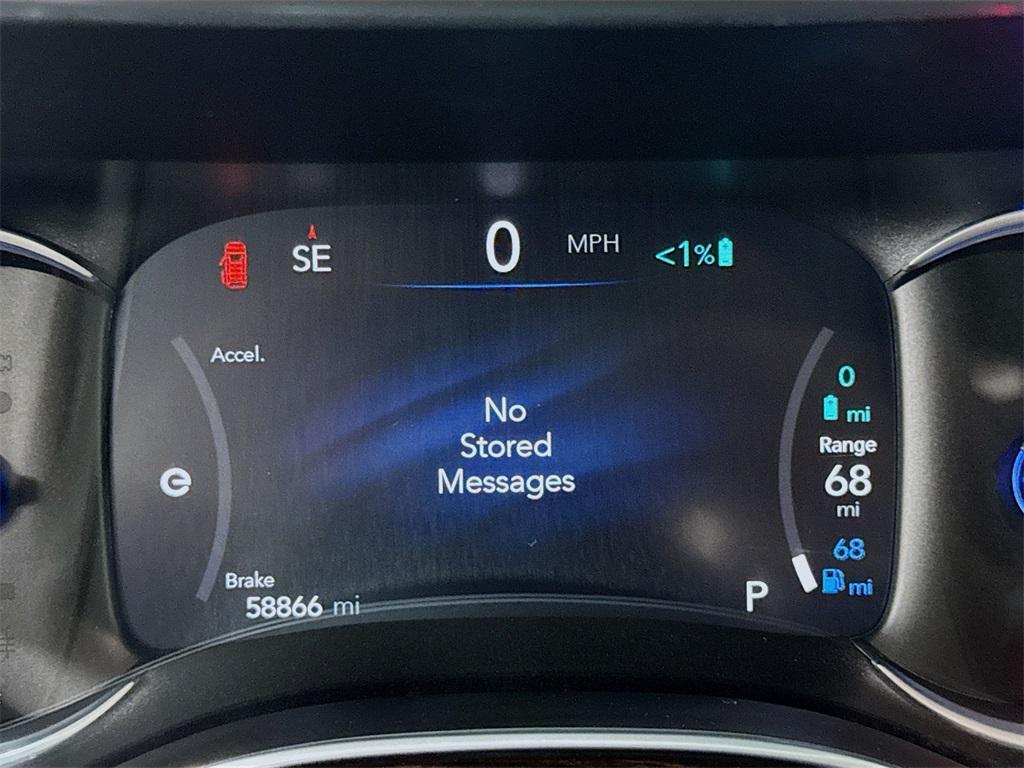 SE
0
MPH
<1%
Accel.
0
mi
Range
68
mi
68
mi
No
Stored
Messages
Brake
58866 mi
P